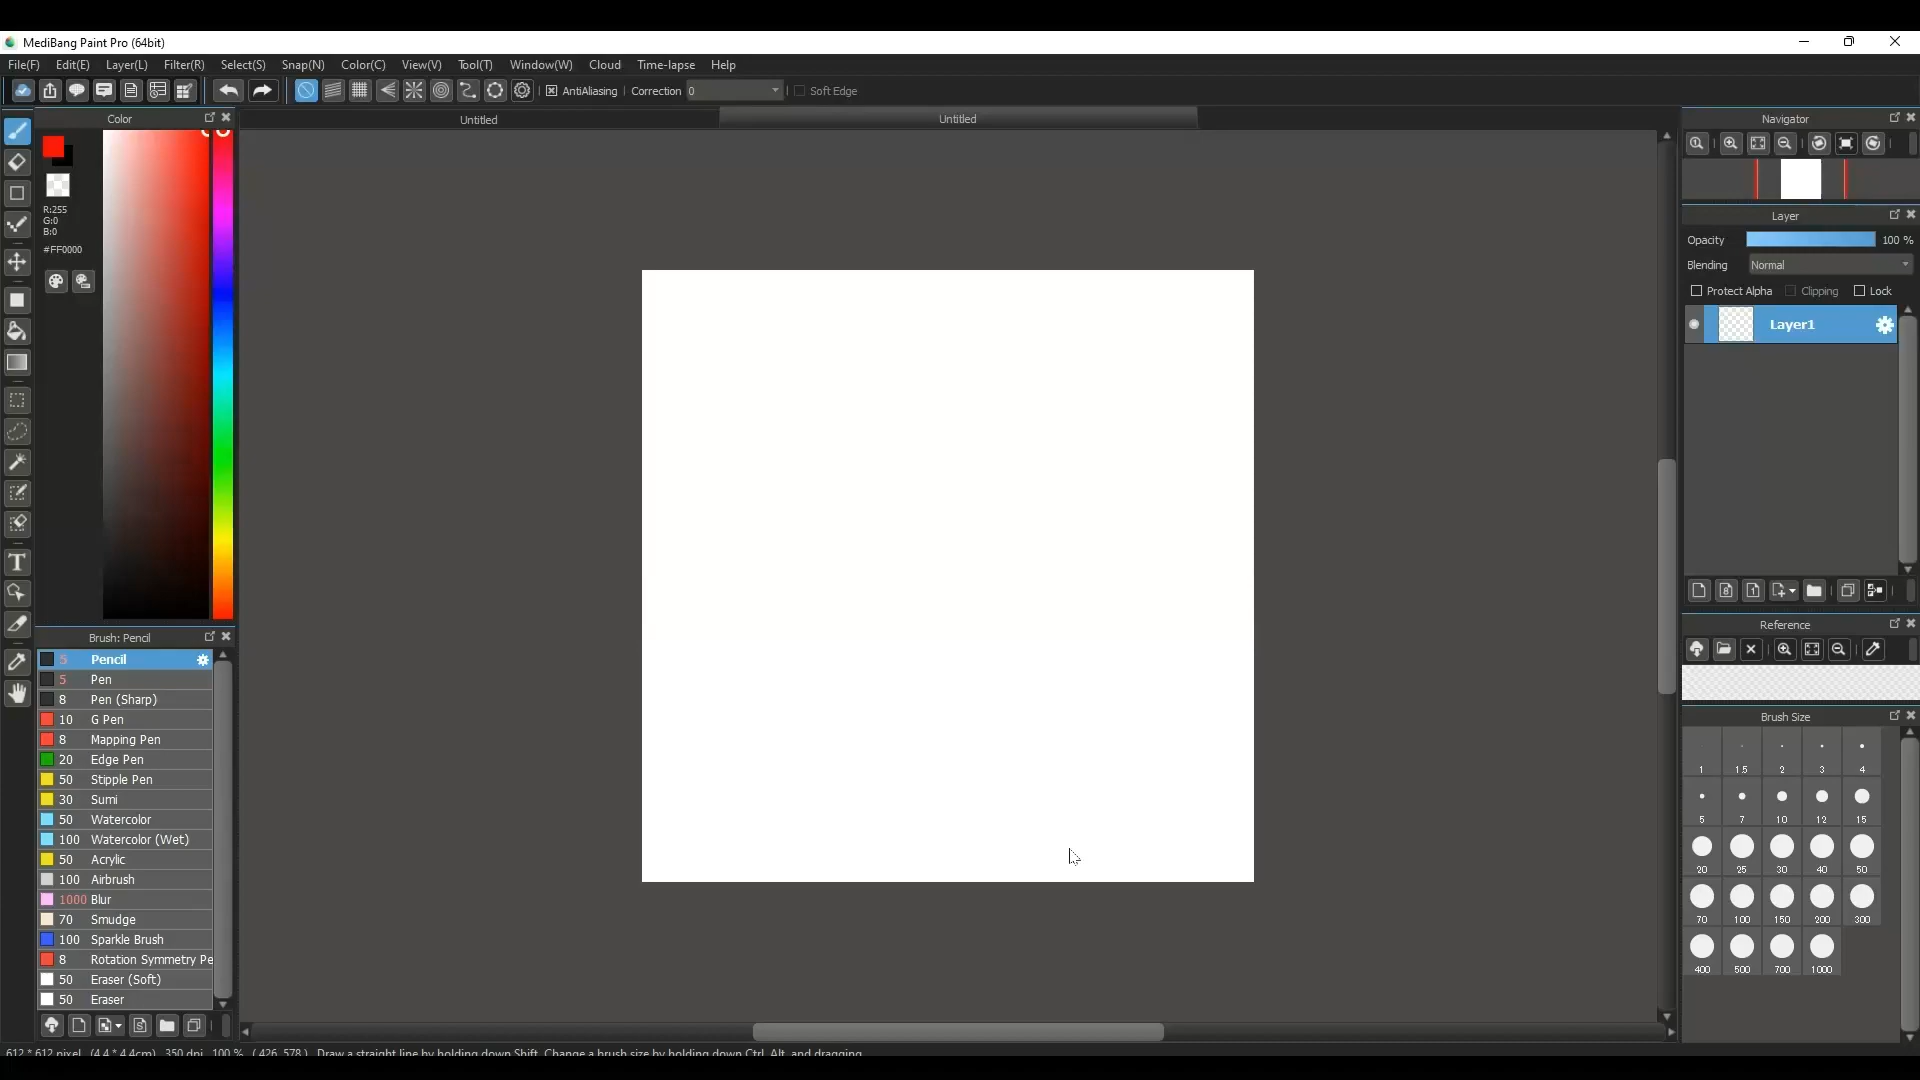 MediBang Paint Pro (64bit)
File(F) Edit(E) Layer(L) Filter(R) Select(S) Snap(N) Color(C) View(V) Tool(T) Window(W) Cloud Time-lapse Help
AntiAliasing Correction 0 Soft Edge
Color
R:255
G:0
B:0
#FF0000
Brush: Pencil
5 Pencil
5 Pen
8 Pen (Sharp)
10 G Pen
8 Mapping Pen
20 Edge Pen
50 Stipple Pen
30 Sumi
50 Watercolor
100 Watercolor (Wet)
50 Acrylic
100 Airbrush
1000 Blur
70 Smudge
100 Sparkle Brush
8 Rotation Symmetry Pe
50 Eraser (Soft)
50 Eraser
Untitled Untitled
Navigator
Layer
Opacity 100 %
Blending Normal
Protect Alpha Clipping Lock
Layer1
Reference
Brush Size
1 1.5 2 3 4
5 7 10 12 15
20 25 30 40 50
70 100 150 200 300
400 500 700 1000
612 * 612 pixel (4.4 * 4.4cm) 350 dpi 100 % ( 426, 578 ) Draw a straight line by holding down Shift, Change a brush size by holding down Ctrl, Alt, and dragging